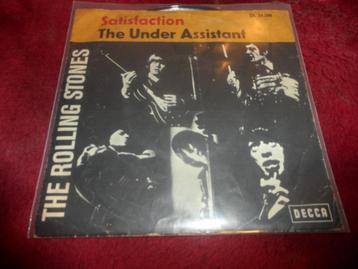 Satisfaction
The Under Assistant
THE ROLLING STONES
DECCA